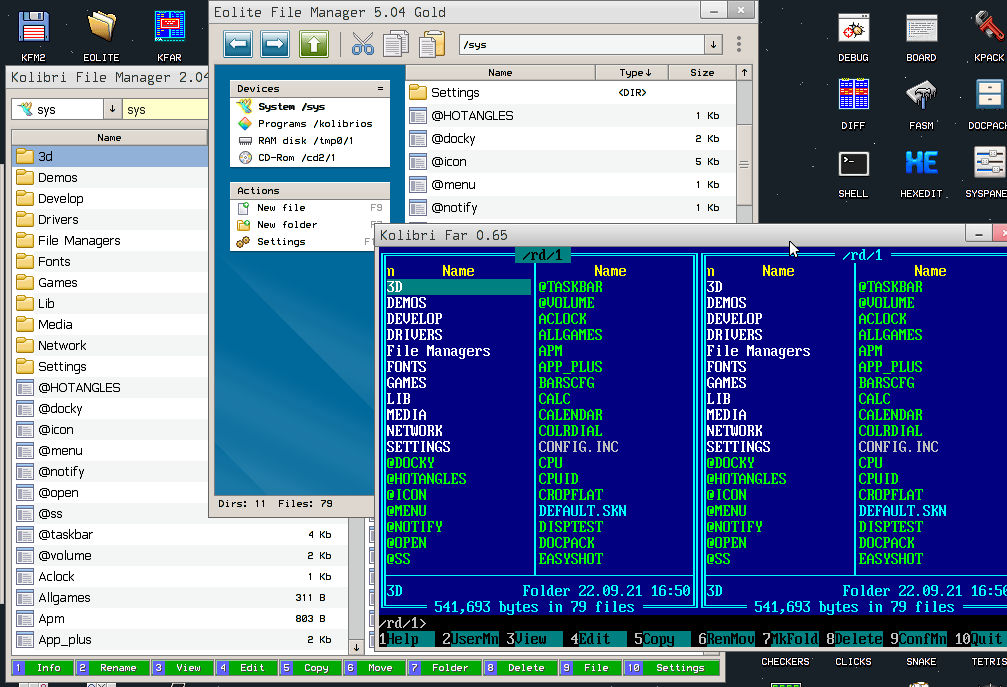 KFM2
EOLITE
KFAR
Kolibri File Manager 2.04
sys
sys
Name
3d
Demos
Develop
Drivers
File Managers
Fonts
Games
Lib
Media
Network
Settings
@HOTANGLES
@docky
@icon
@menu
@notify
@open
@ss
@taskbar 4 Kb
@volume 2 Kb
Aclock 1 Kb
Allgames 311 B
Apm 803 B
App_plus 2 Kb
1 Info 2 Rename 3 View 4 Edit 5 Copy 6 Move 7 Folder 8 Delete 9 File 10 Settings
Eolite File Manager 5.04 Gold
/sys
Devices =
System /sys
Programs /kolibrios
RAM disk /tmp0/1
CD-Rom /cd2/1
Actions
New file F9
New folder
Settings
Name Type↓ Size ↑
Settings <DIR>
@HOTANGLES 1 Kb
@docky 2 Kb
@icon 5 Kb
@menu 1 Kb
@notify 1 Kb
Dirs: 11 Files: 79
DEBUG
BOARD
KPACK
DIFF
FASM
DOCPAC
SHELL
HEXEDIT
SYSPANE
Kolibri Far 0.65
/rd/1 /rd/1
n Name Name n Name Name
3D @TASKBAR 3D @TASKBAR
DEMOS @VOLUME DEMOS @VOLUME
DEVELOP ACLOCK DEVELOP ACLOCK
DRIVERS ALLGAMES DRIVERS ALLGAMES
File Managers APM File Managers APM
FONTS APP_PLUS FONTS APP_PLUS
GAMES BARSCFG GAMES BARSCFG
LIB CALC LIB CALC
MEDIA CALENDAR MEDIA CALENDAR
NETWORK COLRDIAL NETWORK COLRDIAL
SETTINGS CONFIG.INC SETTINGS CONFIG.INC
@DOCKY CPU @DOCKY CPU
@HOTANGLES CPUID @HOTANGLES CPUID
@ICON CROPFLAT @ICON CROPFLAT
@MENU DEFAULT.SKN @MENU DEFAULT.SKN
@NOTIFY DISPTEST @NOTIFY DISPTEST
@OPEN DOCPACK @OPEN DOCPACK
@SS EASYSHOT @SS EASYSHOT
3D Folder 22.09.21 16:50 3D Folder 22.09.21 16:50
541,693 bytes in 79 files 541,693 bytes in 79 files
/rd/1>
1Help 2UserMn 3View 4Edit 5Copy 6RenMov 7MkFold 8Delete 9ConfMn 10Quit
CHECKERS
CLICKS
SNAKE
TETRIS